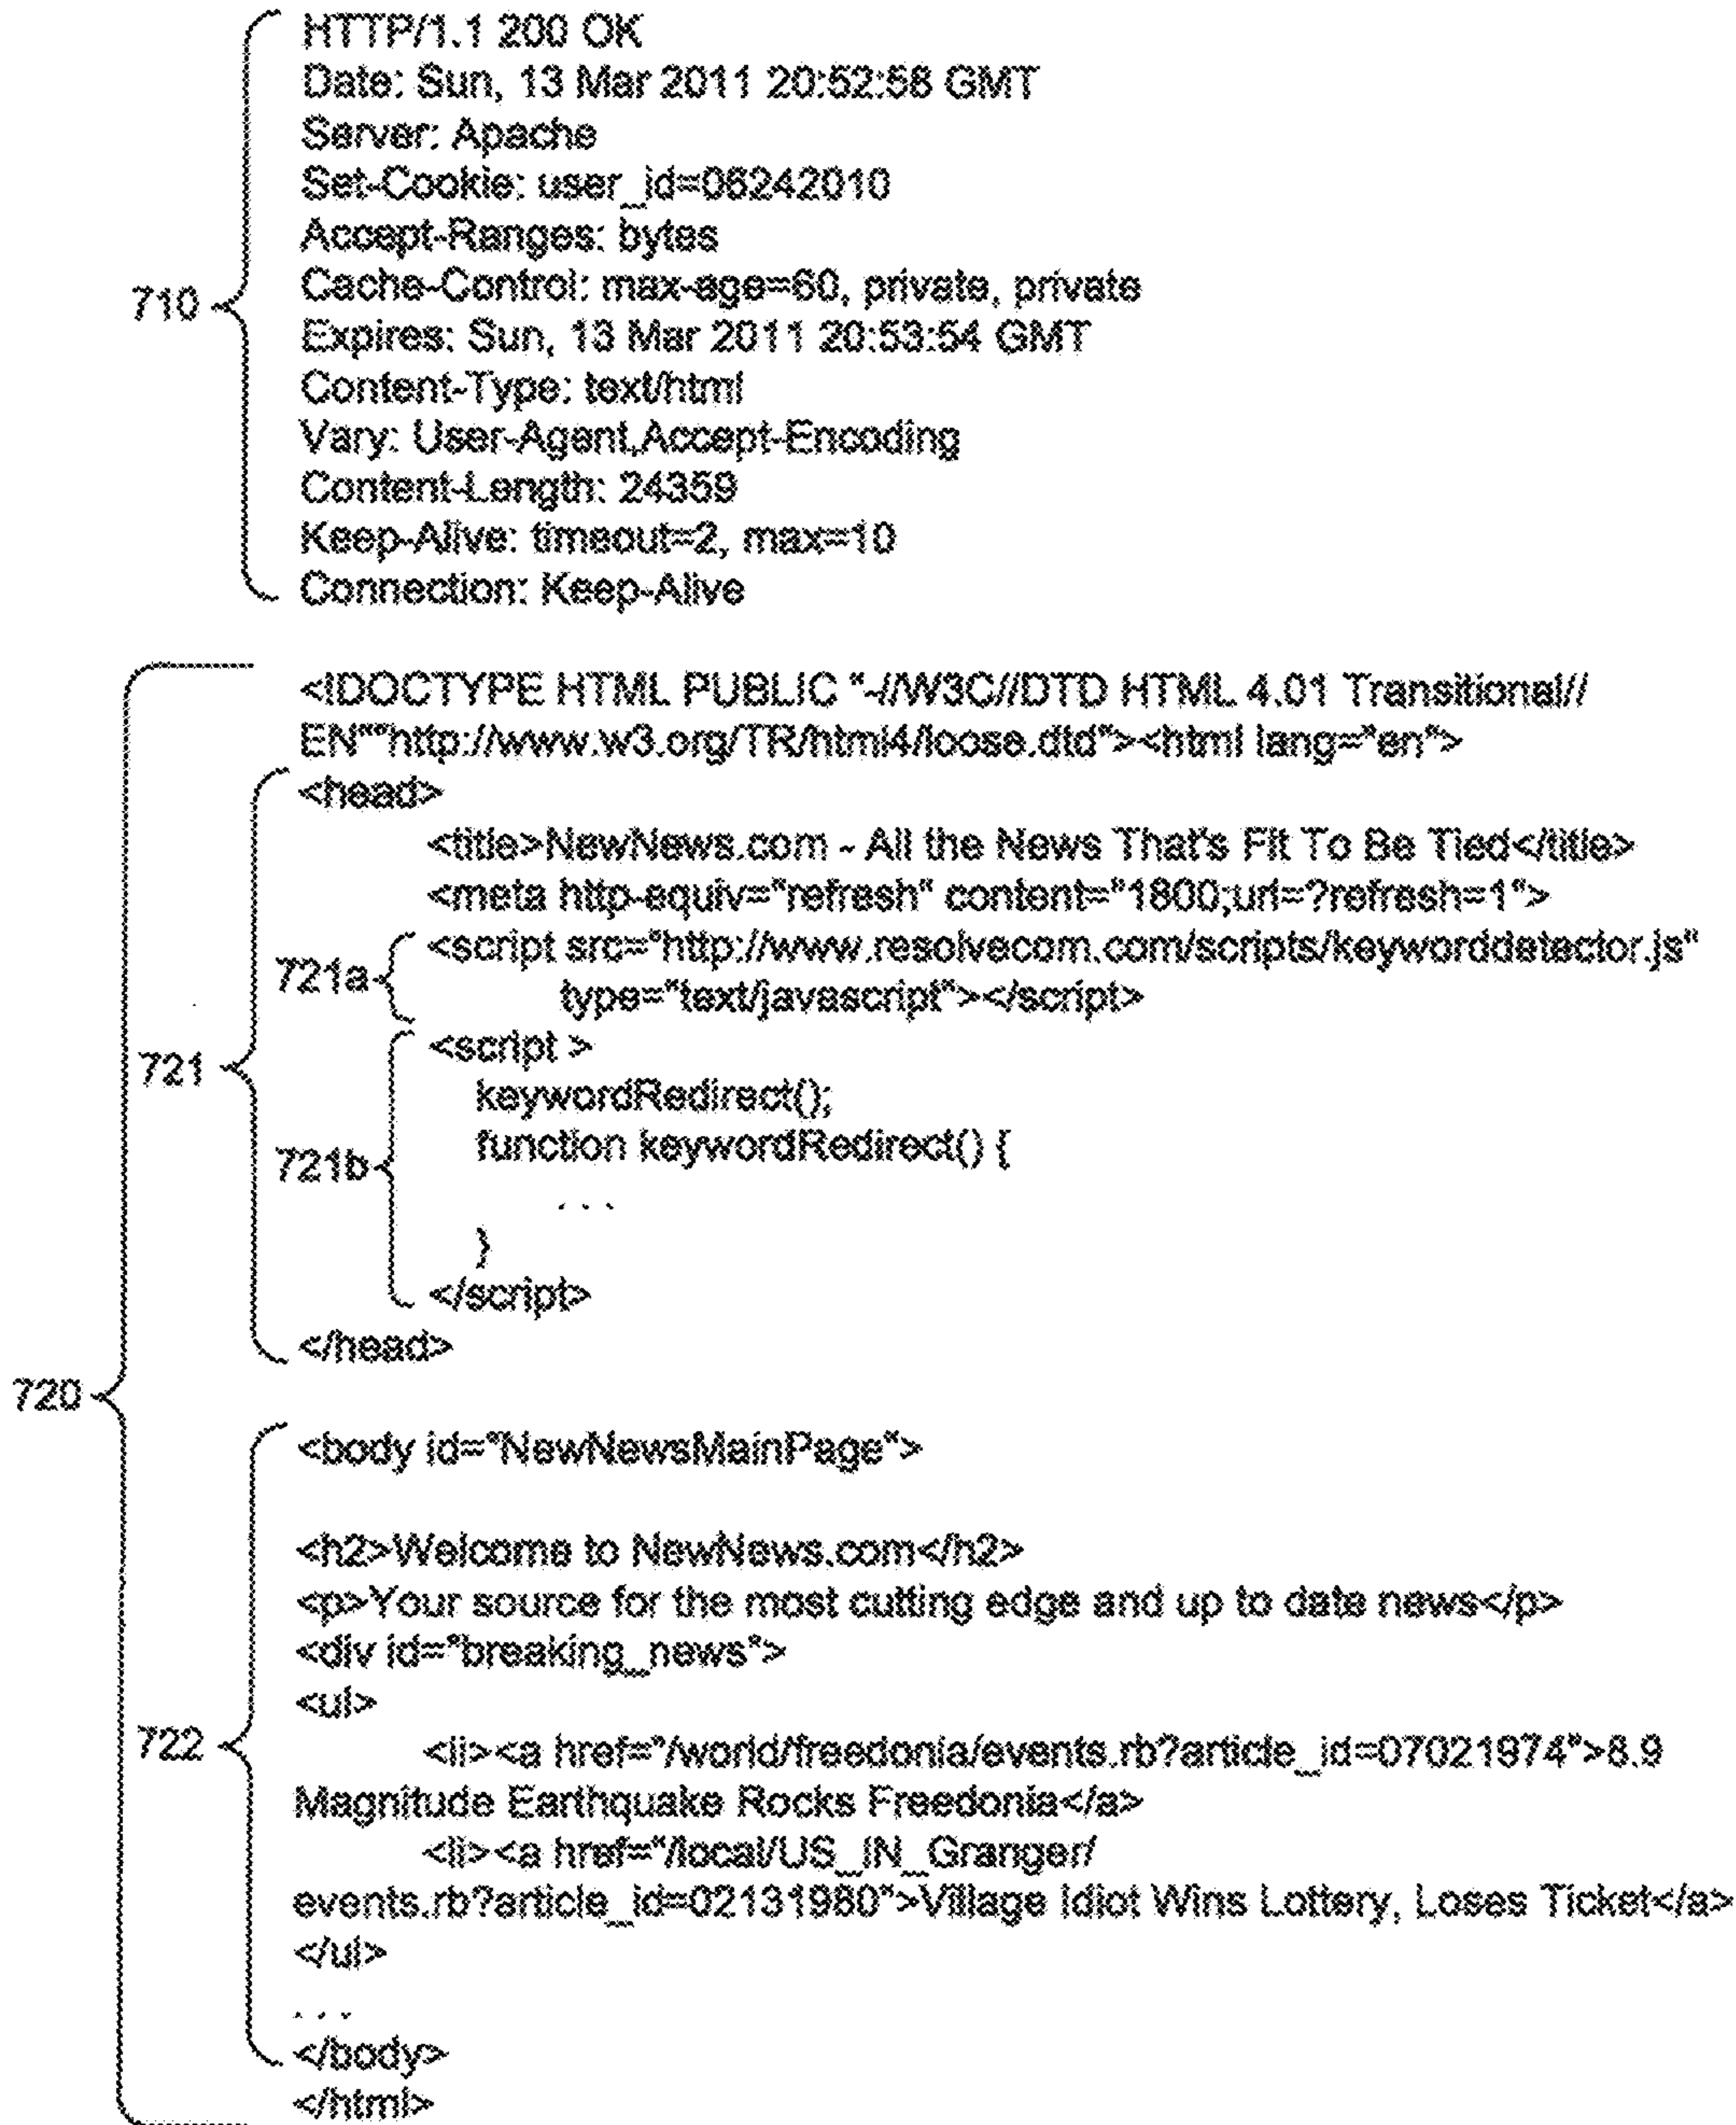 HTTP/1.1 200 OK
Date: Sun, 13 Mar 2011 20:52:58 GMT
Server: Apache
Set-Cookie: user_id=06242010
Accept-Ranges: bytes
710
Cache-Control: max-age=60, private, private
Expires: Sun, 13 Mar 2011 20:53:54 GMT
Content-Type: text/html
Vary: User-Agent,Accept-Encoding
Content-Length: 24359
Keep-Alive: timeout=2, max=10
Connection: Keep-Alive
<!DOCTYPE HTML PUBLIC "-//W3C//DTD HTML 4.01 Transitional//
EN""http://www.w3.org/TR/html4/loose.dtd"><html lang="en">
<head>
<title>NewNews.com - All the News That's Fit To Be Tied</title>
<meta http-equiv="refresh" content="1800;url=?refresh=1">
<script src="http://www.resolvecom.com/scripts/keyworddetector.js"
721a
type="text/javascript"></script>
<script >
721
keywordRedirect();
function keywordRedirect() {
721b
. . .
}
</script>
</head>
720
<body id="NewNewsMainPage">
<h2>Welcome to NewNews.com</h2>
<p>Your source for the most cutting edge and up to date news</p>
<div id="breaking_news">
<ul>
722
<li><a href="/world/freedonia/events.rb?article_id=07021974">8.9
Magnitude Earthquake Rocks Freedonia</a>
<li><a href="/local/US_IN_Granger/
events.rb?article_id=02131980">Village Idiot Wins Lottery, Loses Ticket</a>
</ul>
. . .
</body>
</html>